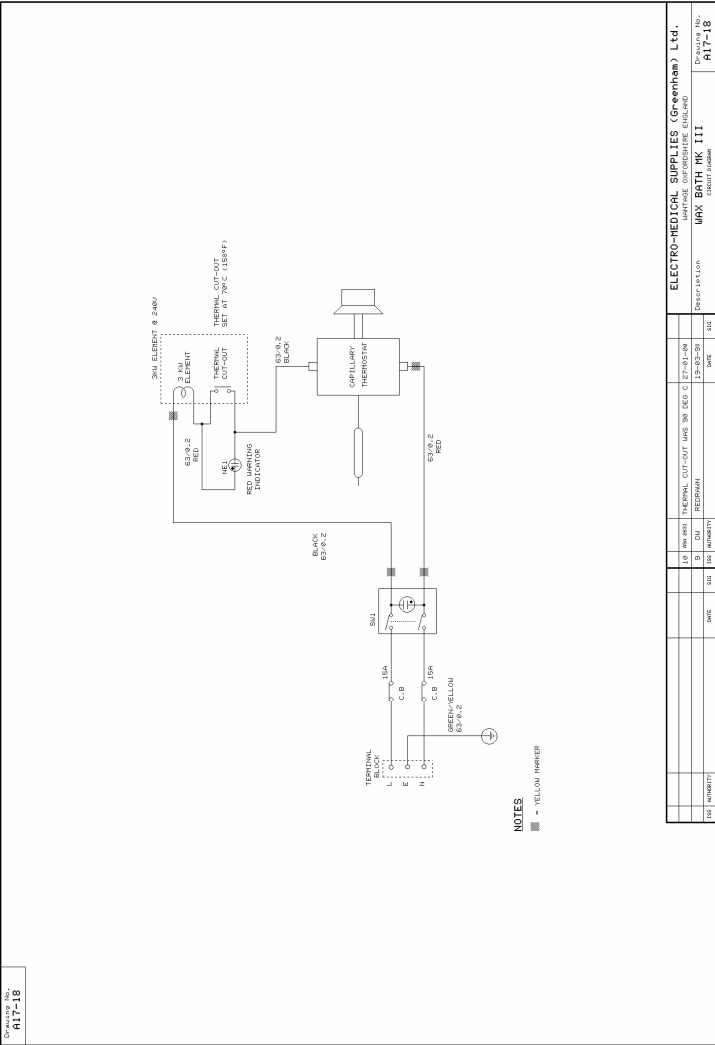 Drawing No.
A17-18
3KW ELEMENT @ 240V
3 KW
ELEMENT
THERMAL
CUT-OUT
THERMAL CUT-OUT
SET AT 70°C (158°F)
63/0.2
RED
NE1
RED WARNING
INDICATOR
63/0.2
BLACK
CAPILLARY
THERMOSTAT
63/0.2
RED
BLACK
63/0.2
SW1
15A
C.B
15A
C.B
TERMINAL
BLOCK
L
E
N
GREEN/YELLOW
63/0.2
NOTES
= YELLOW MARKER
ISS AUTHORITY DATE SIG
10 THERMAL CUT-OUT WAS 90 DEG C 27-01-00
9 DW REDRAWN 19-03-98
ISS AUTHORITY DATE SIG
ELECTRO-MEDICAL SUPPLIES (Greenham) Ltd.
WANTAGE OXFORDSHIRE ENGLAND
Description
WAX BATH MK III
CIRCUIT DIAGRAM
Drawing No.
A17-18